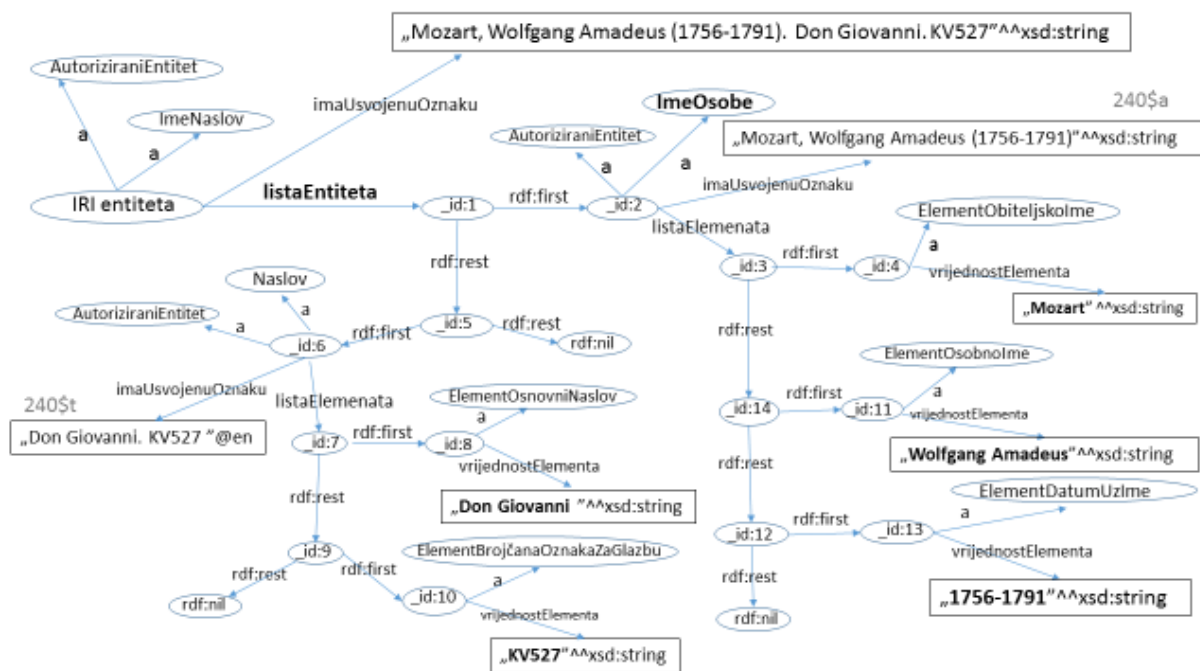 „Mozart, Wolfgang Amadeus (1756-1791). Don Giovanni. KV527”^^xsd:string
AutoriziraniEntitet
imaUsvojenuOznaku
ImeOsobe
240$a
ImeNaslov
a
a
AutoriziraniEntitet
„Mozart, Wolfgang Amadeus (1756-1791)”^^xsd:string
a
a
imaUsvojenuOznaku
IRI entiteta
listaEntiteta
_id:1
rdf:first
_id:2
ElementObiteljskoIme
listaElemenata
a
rdf:rest
_id:3
rdf:first
_id:4
vrijednostElementa
Naslov
„Mozart” ^^xsd:string
AutoriziraniEntitet
a
a
_id:5
rdf:rest
rdf:first
rdf:nil
_id:6
rdf:rest
ElementOsobnoIme
imaUsvojenuOznaku
240$t
listaElemenata
ElementOsnovniNaslov
a
rdf:first
_id:14
_id:11
vrijednostElementa
„Don Giovanni. KV527 ”@en
_id:7
rdf:first
a
_id:8
vrijednostElementa
„Wolfgang Amadeus”^^xsd:string
rdf:rest
rdf:rest
„Don Giovanni ”^^xsd:string
ElementDatumUzIme
a
rdf:first
_id:12
_id:13
_id:9
ElementBrojčanaOznakaZaGlazbu
vrijednostElementa
rdf:rest
rdf:first
a
rdf:rest
rdf:nil
_id:10
„1756-1791”^^xsd:string
vrijednostElementa
rdf:nil
„KV527”^^xsd:string